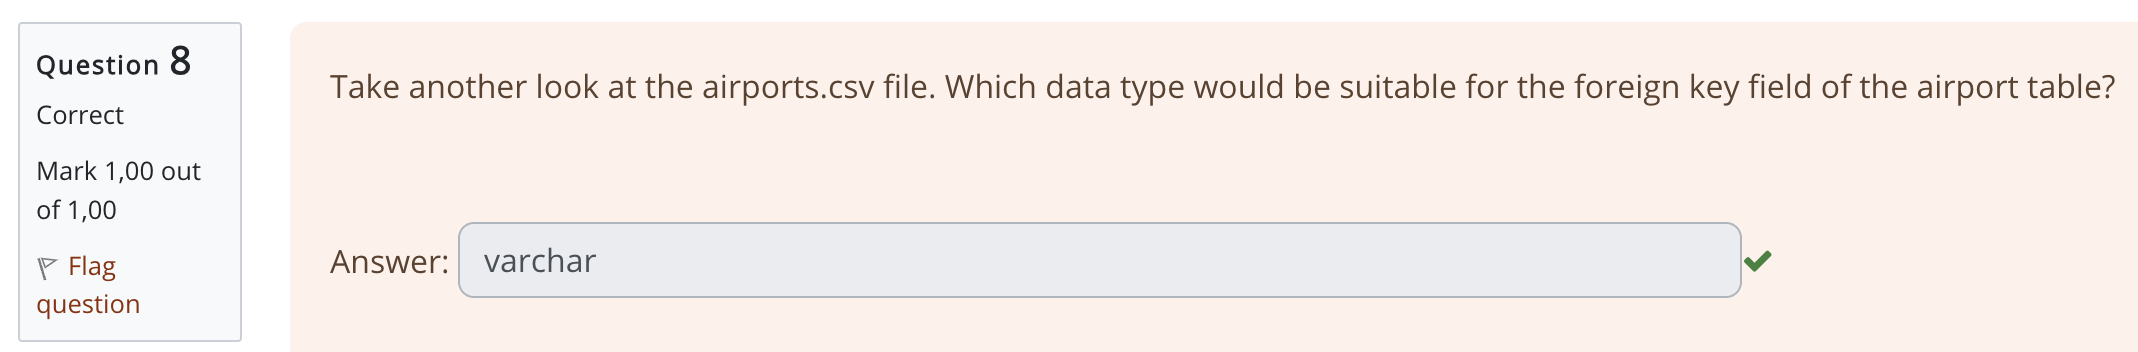 Question 8
Correct
Mark 1,00 out
of 1,00
Flag
question
Take another look at the airports.csv file. Which data type would be suitable for the foreign key field of the airport table?
Answer: varchar